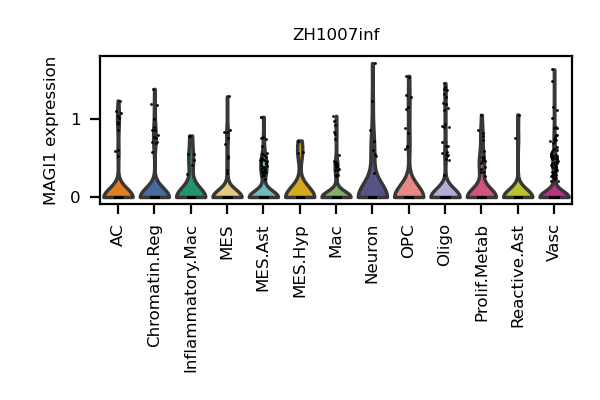 ZH1007inf
MAGI1 expression
1
0
AC
Chromatin.Reg
Inflammatory.Mac
MES
MES.Ast
MES.Hyp
Mac
Neuron
OPC
Oligo
Prolif.Metab
Reactive.Ast
Vasc